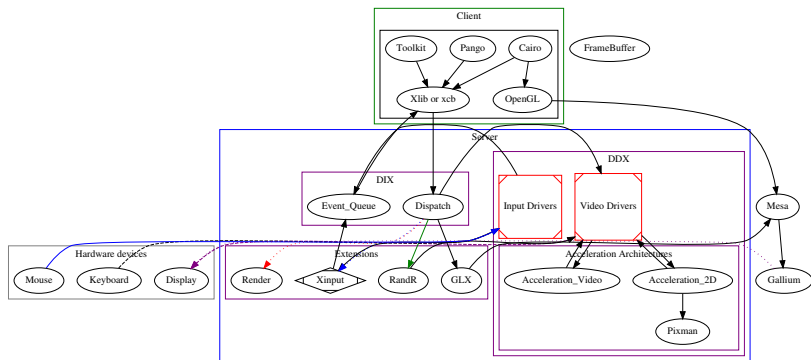 Client
Toolkit
Pango
Cairo
FrameBuffer
Xlib or xcb
OpenGL
Server
DIX
DDX
Event_Queue
Dispatch
Input Drivers
Video Drivers
Mesa
Hardware devices
Extensions
Acceleration Architectures
Mouse
Keyboard
Display
Render
Xinput
RandR
GLX
Acceleration_Video
Acceleration_2D
Gallium
Pixman